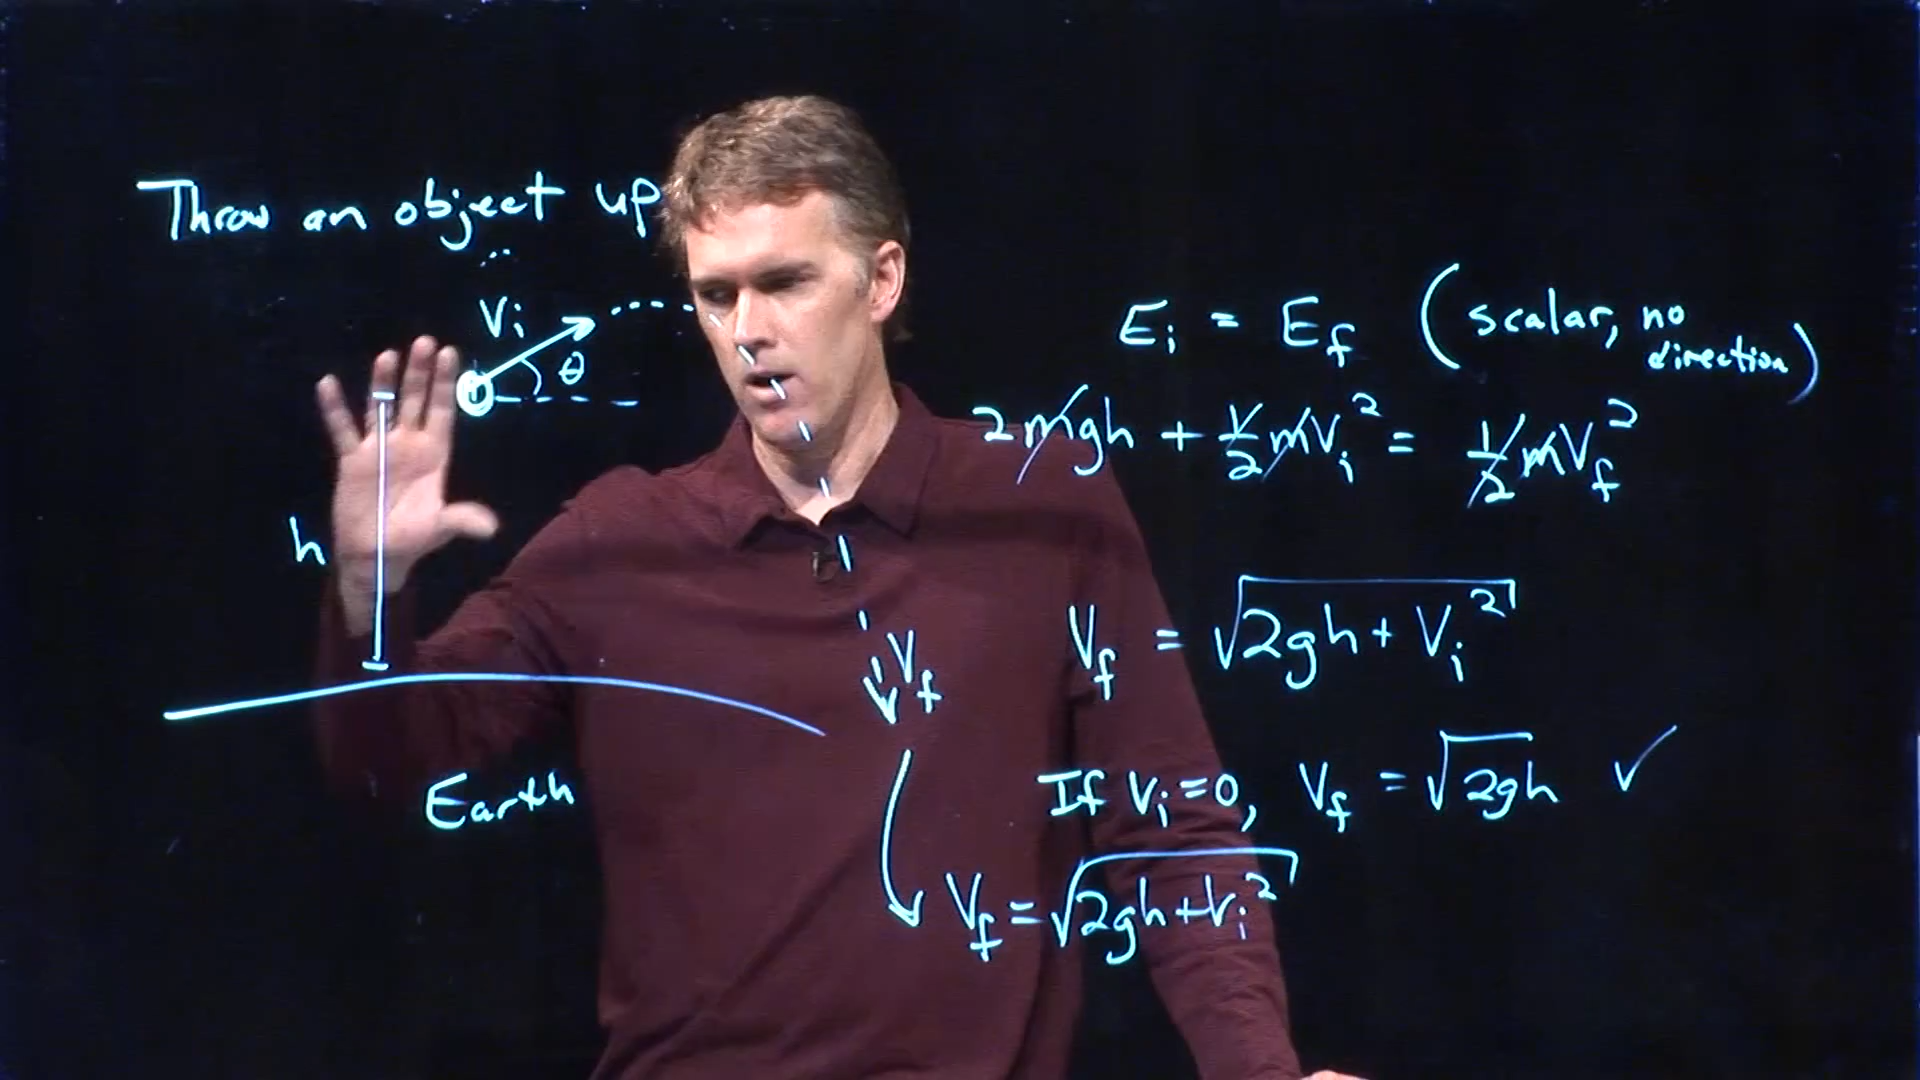 Throw an object up
Vi
θ
h
Earth
Vf
Ei = Ef (scalar, no direction)
2mgh + 1/2 mVi² = 1/2 mVf²
Vf = √2gh + Vi²
If Vi = 0, Vf = √2gh ✓
Vf = √2gh + Vi²